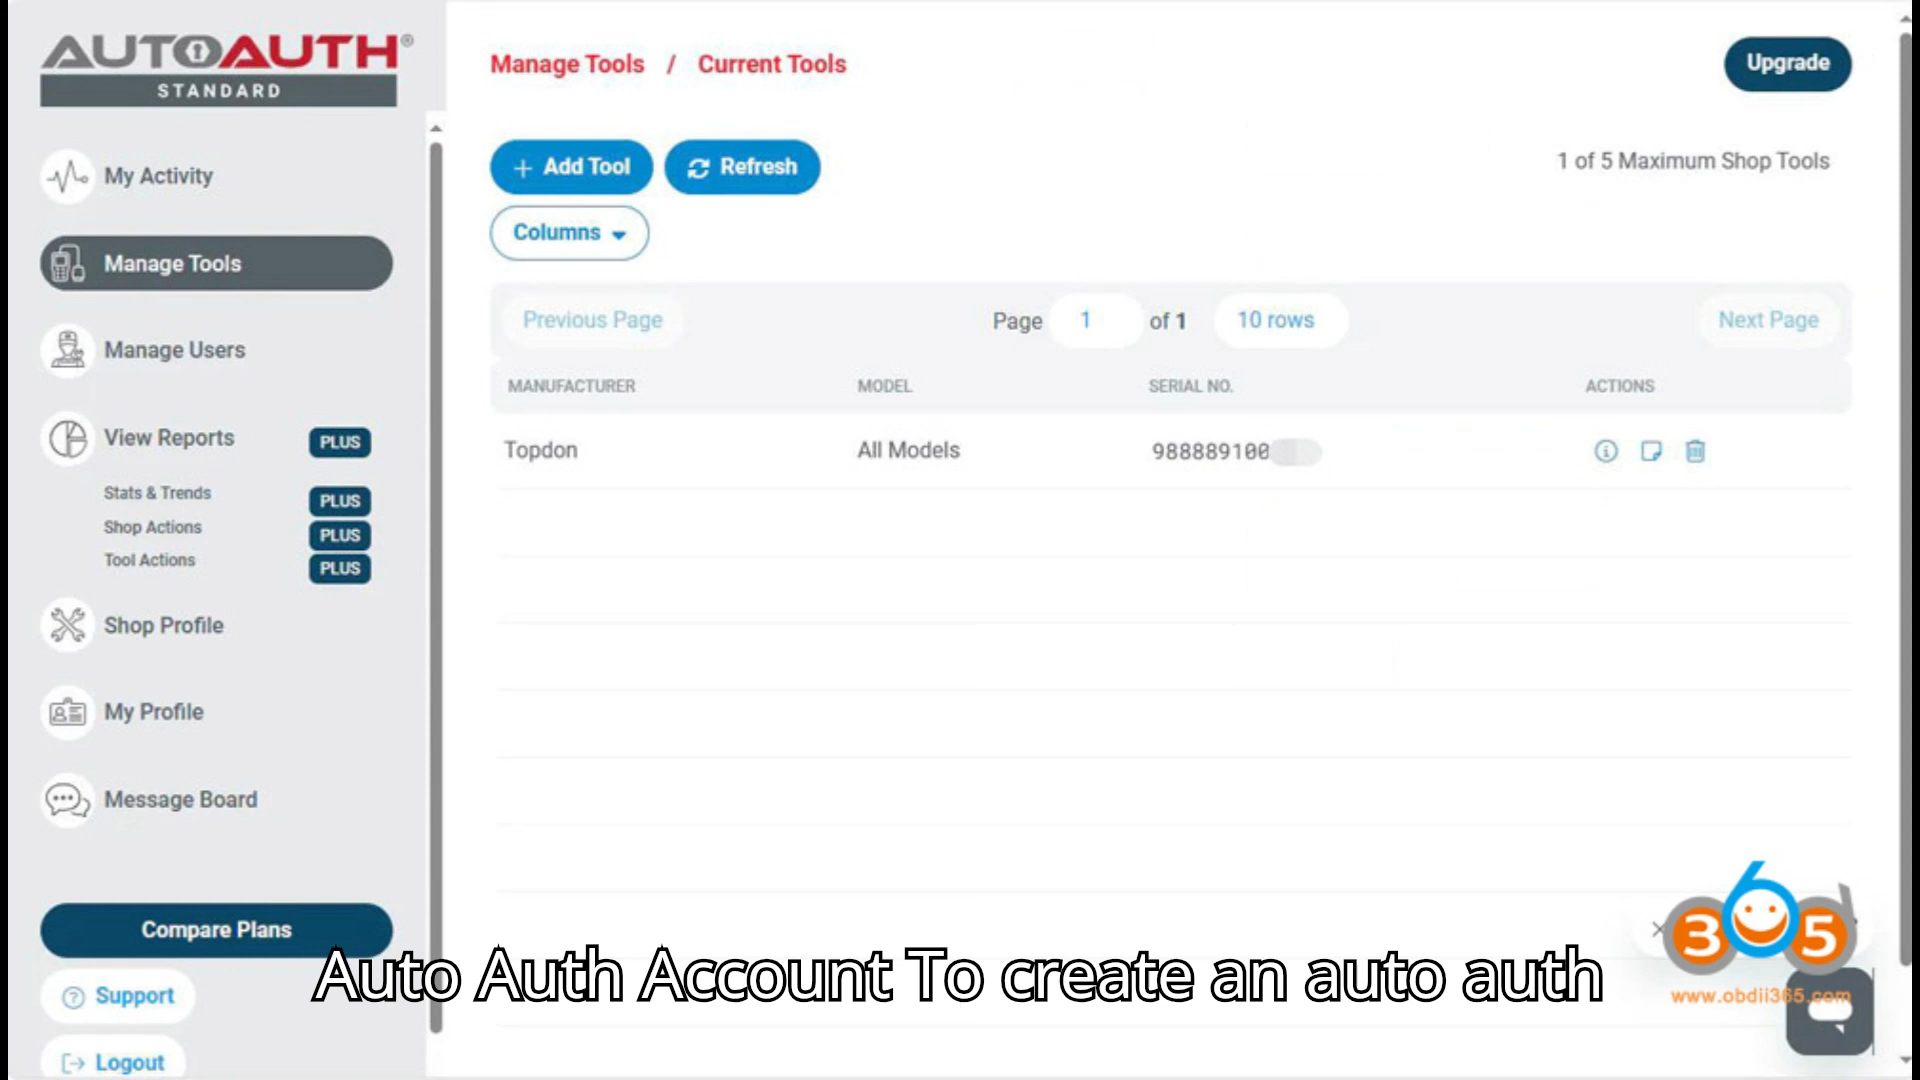 AUTOAUTH®
STANDARD
My Activity
Manage Tools
Manage Users
View Reports PLUS
Stats & Trends PLUS
Shop Actions PLUS
Tool Actions PLUS
Shop Profile
My Profile
Message Board
Compare Plans
Support
Logout
Manage Tools / Current Tools
Upgrade
+ Add Tool
Refresh
1 of 5 Maximum Shop Tools
Columns
Previous Page
Page 1 of 1
10 rows
Next Page
MANUFACTURER MODEL SERIAL NO. ACTIONS
Topdon All Models 988889100
365
www.obdii365.com
Auto Auth Account To create an auto auth